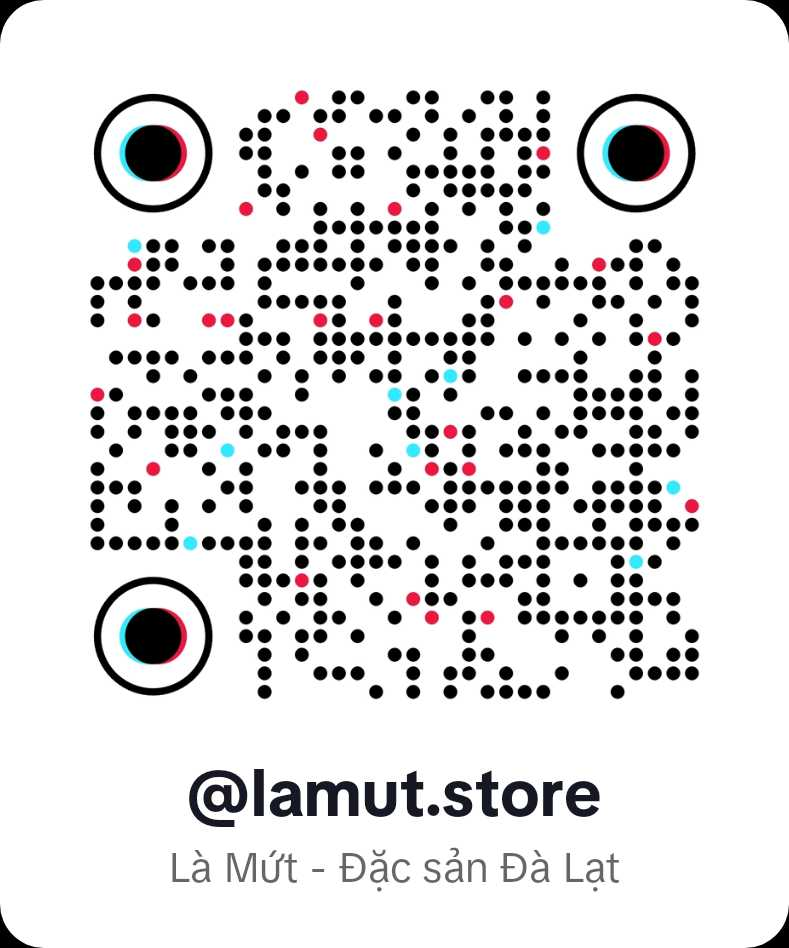 @lamut.store
Là Mứt - Đặc sản Đà Lạt